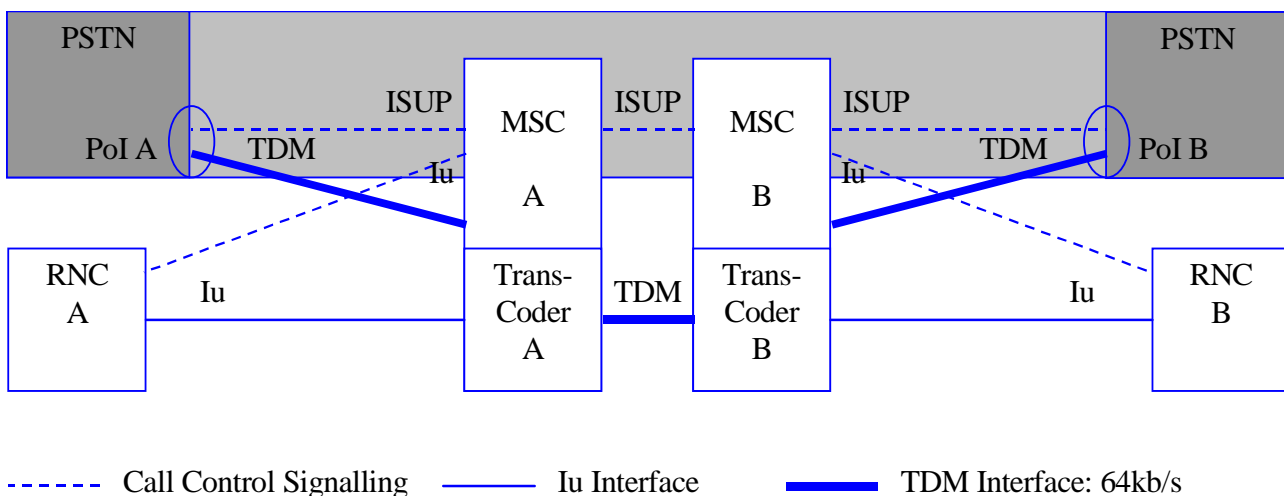 PSTN
PSTN
ISUP
ISUP
ISUP
MSC
A
MSC
B
PoI A
TDM
TDM
PoI B
Iu
Iu
RNC
A
Iu
Trans-
Coder
A
TDM
Trans-
Coder
B
Iu
RNC
B
Call Control Signalling
Iu Interface
TDM Interface: 64kb/s